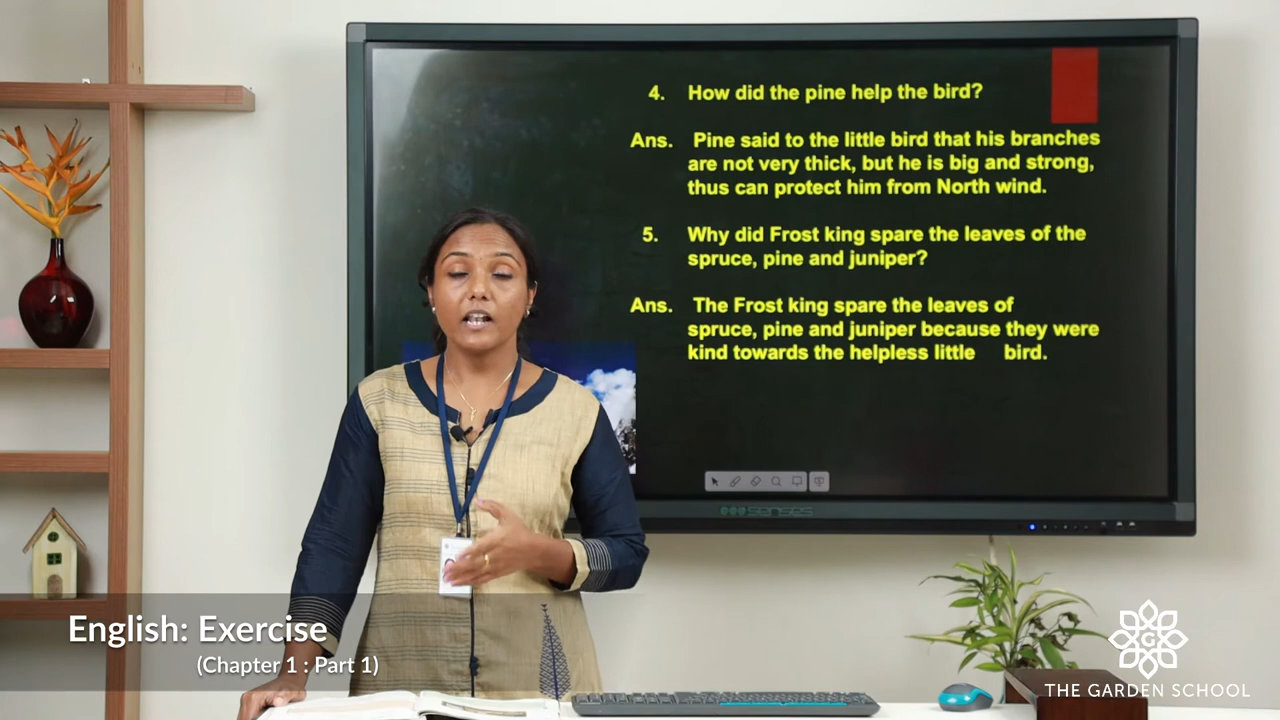 4. How did the pine help the bird?
Ans. Pine said to the little bird that his branches
are not very thick, but he is big and strong,
thus can protect him from North wind.
5. Why did Frost king spare the leaves of the
spruce, pine and juniper?
Ans. The Frost king spare the leaves of
spruce, pine and juniper because they were
kind towards the helpless little bird.
English: Exercise
(Chapter 1 : Part 1)
G
THE GARDEN SCHOOL